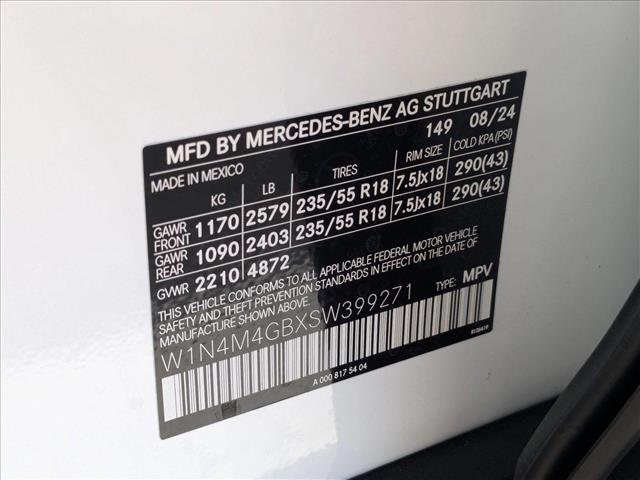 MFD BY MERCEDES-BENZ AG STUTTGART
MADE IN MEXICO 149 08/24
KG LB TIRES RIM SIZE COLD KPA(PSI)
GAWR FRONT 1170 2579 235/55 R18 7.5Jx18 290(43)
GAWR REAR 1090 2403 235/55 R18 7.5Jx18 290(43)
GVWR 2210 4872
THIS VEHICLE CONFORMS TO ALL APPLICABLE FEDERAL MOTOR VEHICLE
SAFETY AND THEFT PREVENTION STANDARDS IN EFFECT ON THE DATE OF
MANUFACTURE SHOWN ABOVE. TYPE: MPV
W1N4M4GBXSW399271
A 000 817 54 04